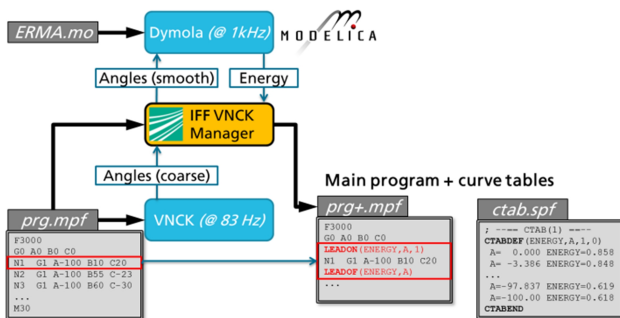 ERMA.mo
Dymola (@ 1kHz)
MODELICA
Angles (smooth)
Energy
IFF VNCK
Manager
Angles (coarse)
Main program + curve tables
prg.mpf
VNCK (@ 83 Hz)
prg+.mpf
ctab.spf
F3000
G0 A0 B0 C0
N1 G1 A-100 B10 C20
N2 G1 A-100 B55 C-23
N3 G1 A-100 B60 C-30
...
M30
F3000
G0 A0 B0 C0
LEADON(ENERGY,A,1)
N1 G1 A-100 B10 C20
LEADOF(ENERGY,A)
...
; --== CTAB(1) ==--
CTABDEF(ENERGY,A,1,0)
A= 0.000 ENERGY=0.858
A= -3.386 ENERGY=0.848
...
A=-97.837 ENERGY=0.619
A=-100.00 ENERGY=0.618
CTABEND